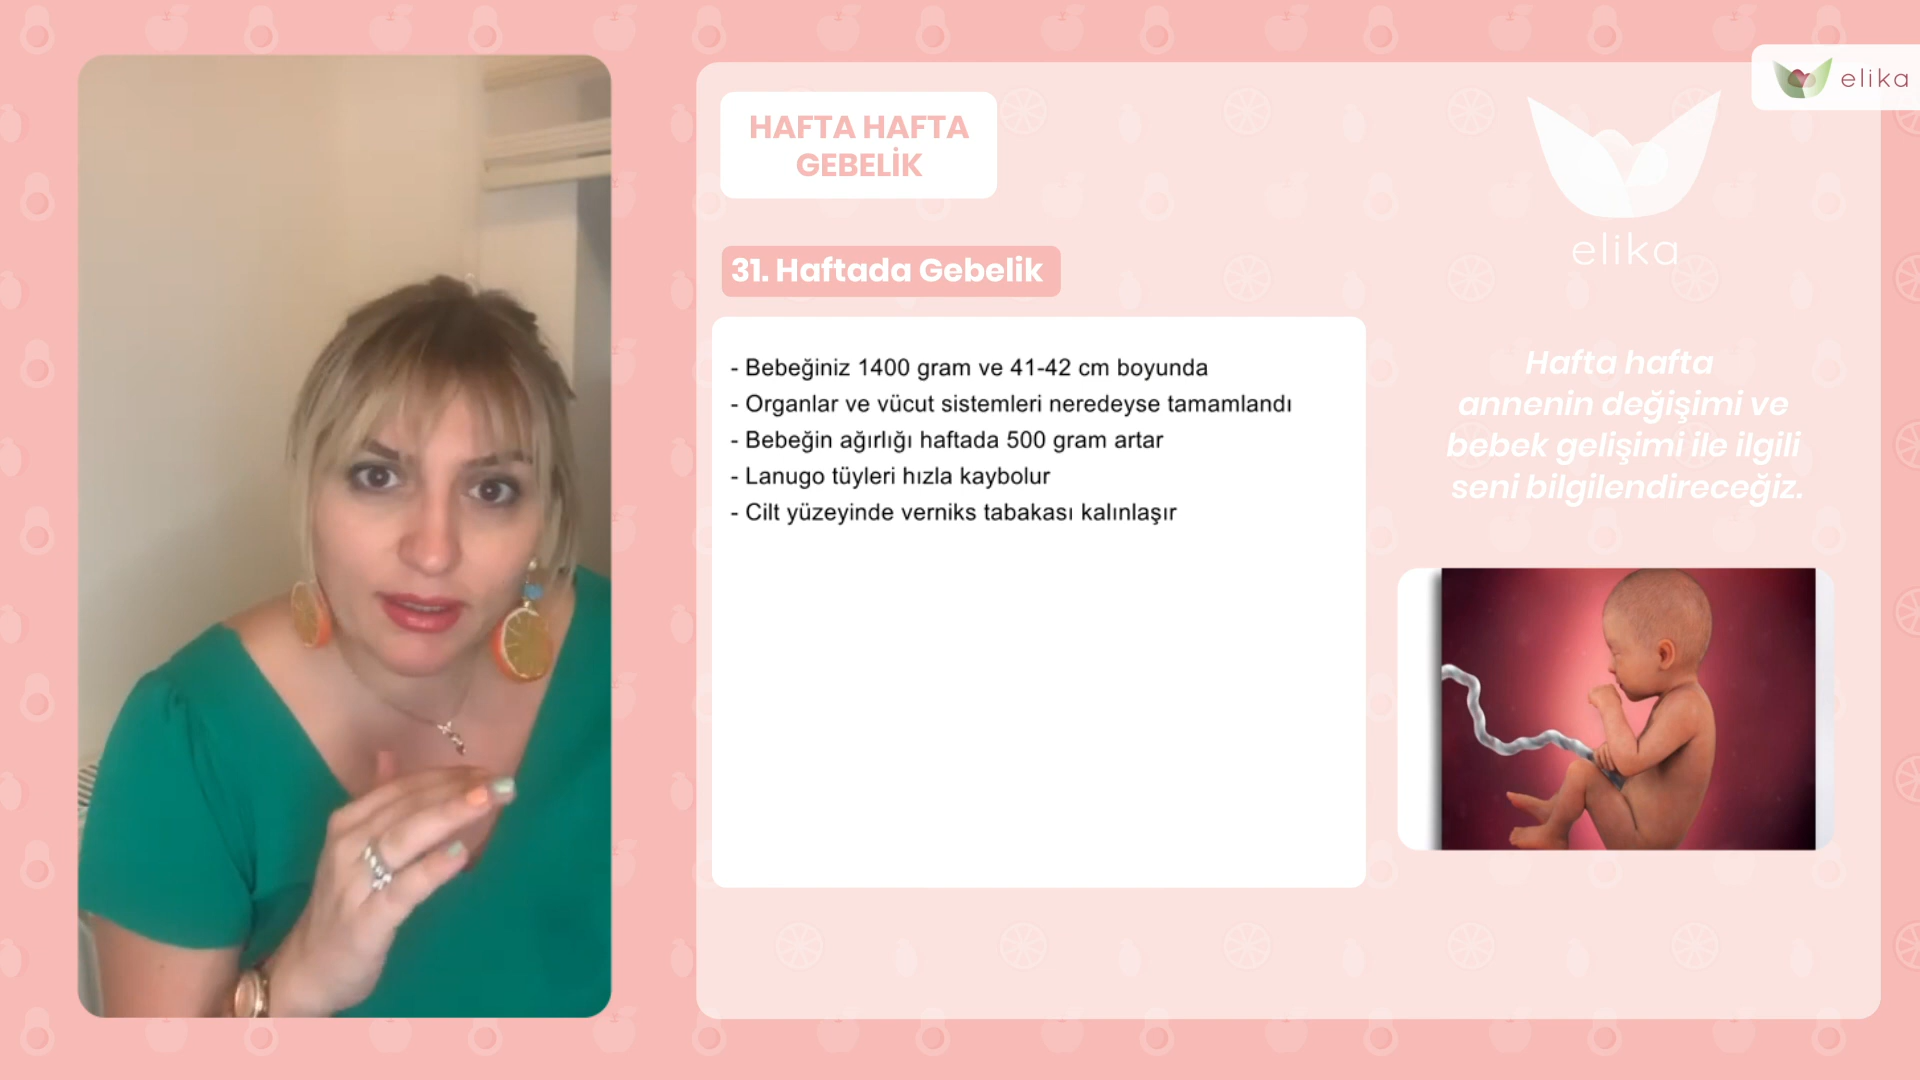 HAFTA HAFTA
GEBELİK
31. Haftada Gebelik
- Bebeğiniz 1400 gram ve 41-42 cm boyunda
- Organlar ve vücut sistemleri neredeyse tamamlandı
- Bebeğin ağırlığı haftada 500 gram artar
- Lanugo tüyleri hızla kaybolur
- Cilt yüzeyinde verniks tabakası kalınlaşır
elika
elika
Hafta hafta
annenin değişimi ve
bebek gelişimi ile ilgili
seni bilgilendireceğiz.